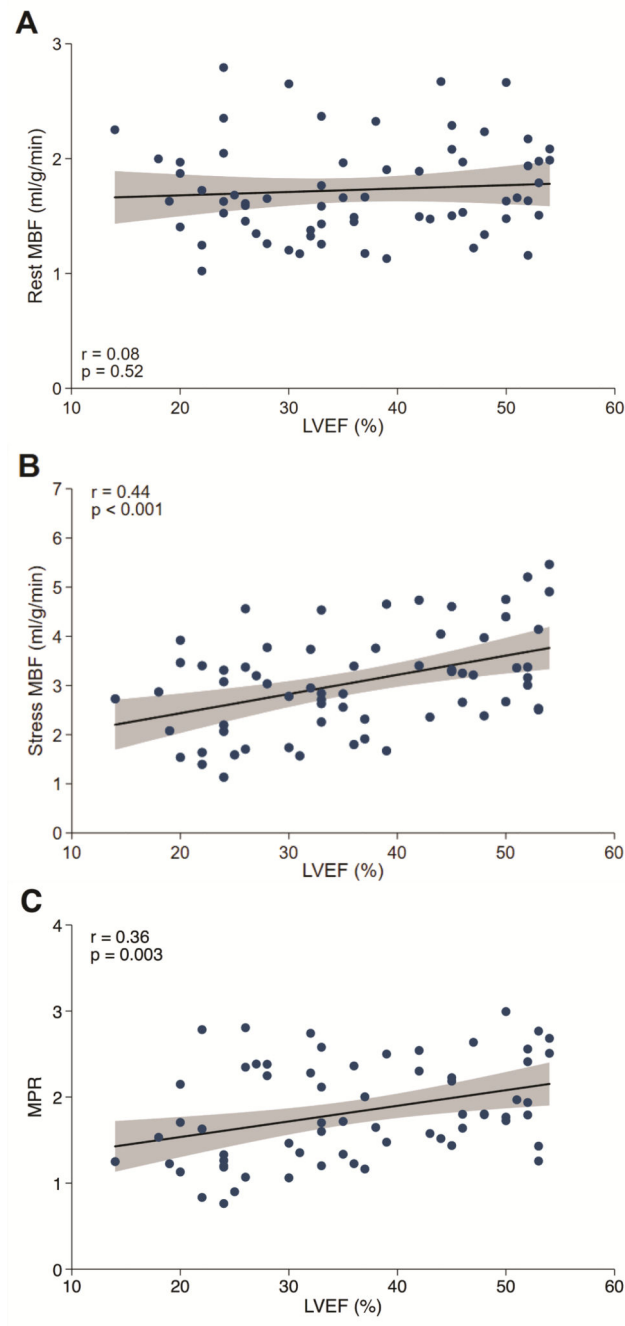 A
3
2
1
0
Rest MBF (ml/g/min)
r = 0.08
p = 0.52
10 20 30 40 50 60
LVEF (%)
B
7
6
5
4
3
2
1
0
Stress MBF (ml/g/min)
r = 0.44
p < 0.001
10 20 30 40 50 60
LVEF (%)
C
4
3
2
1
0
MPR
r = 0.36
p = 0.003
10 20 30 40 50 60
LVEF (%)